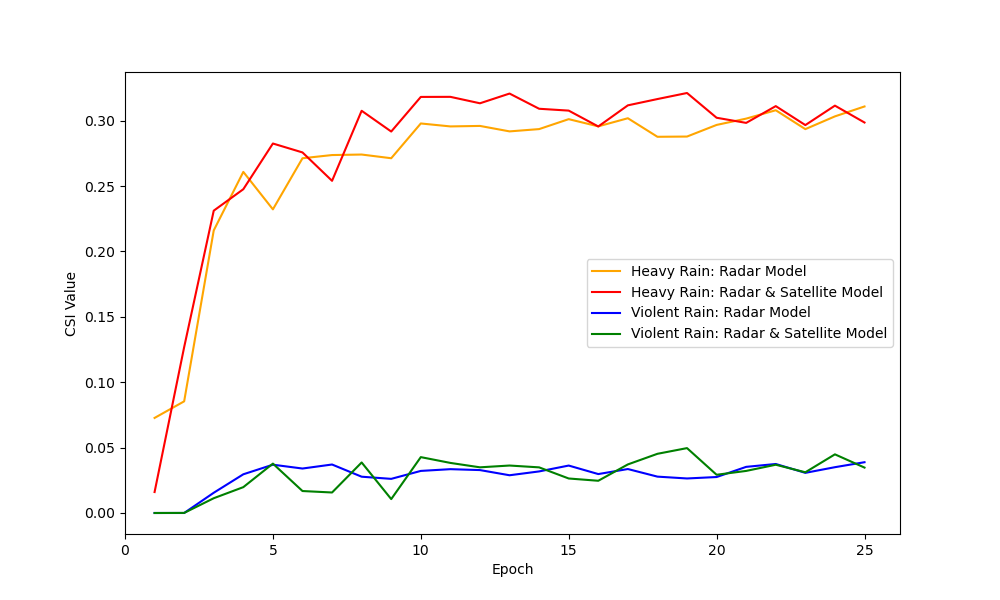 0.30
0.25
0.20
0.15
0.10
0.05
0.00
CSI Value
Heavy Rain: Radar Model
Heavy Rain: Radar & Satellite Model
Violent Rain: Radar Model
Violent Rain: Radar & Satellite Model
0 5 10 15 20 25
Epoch